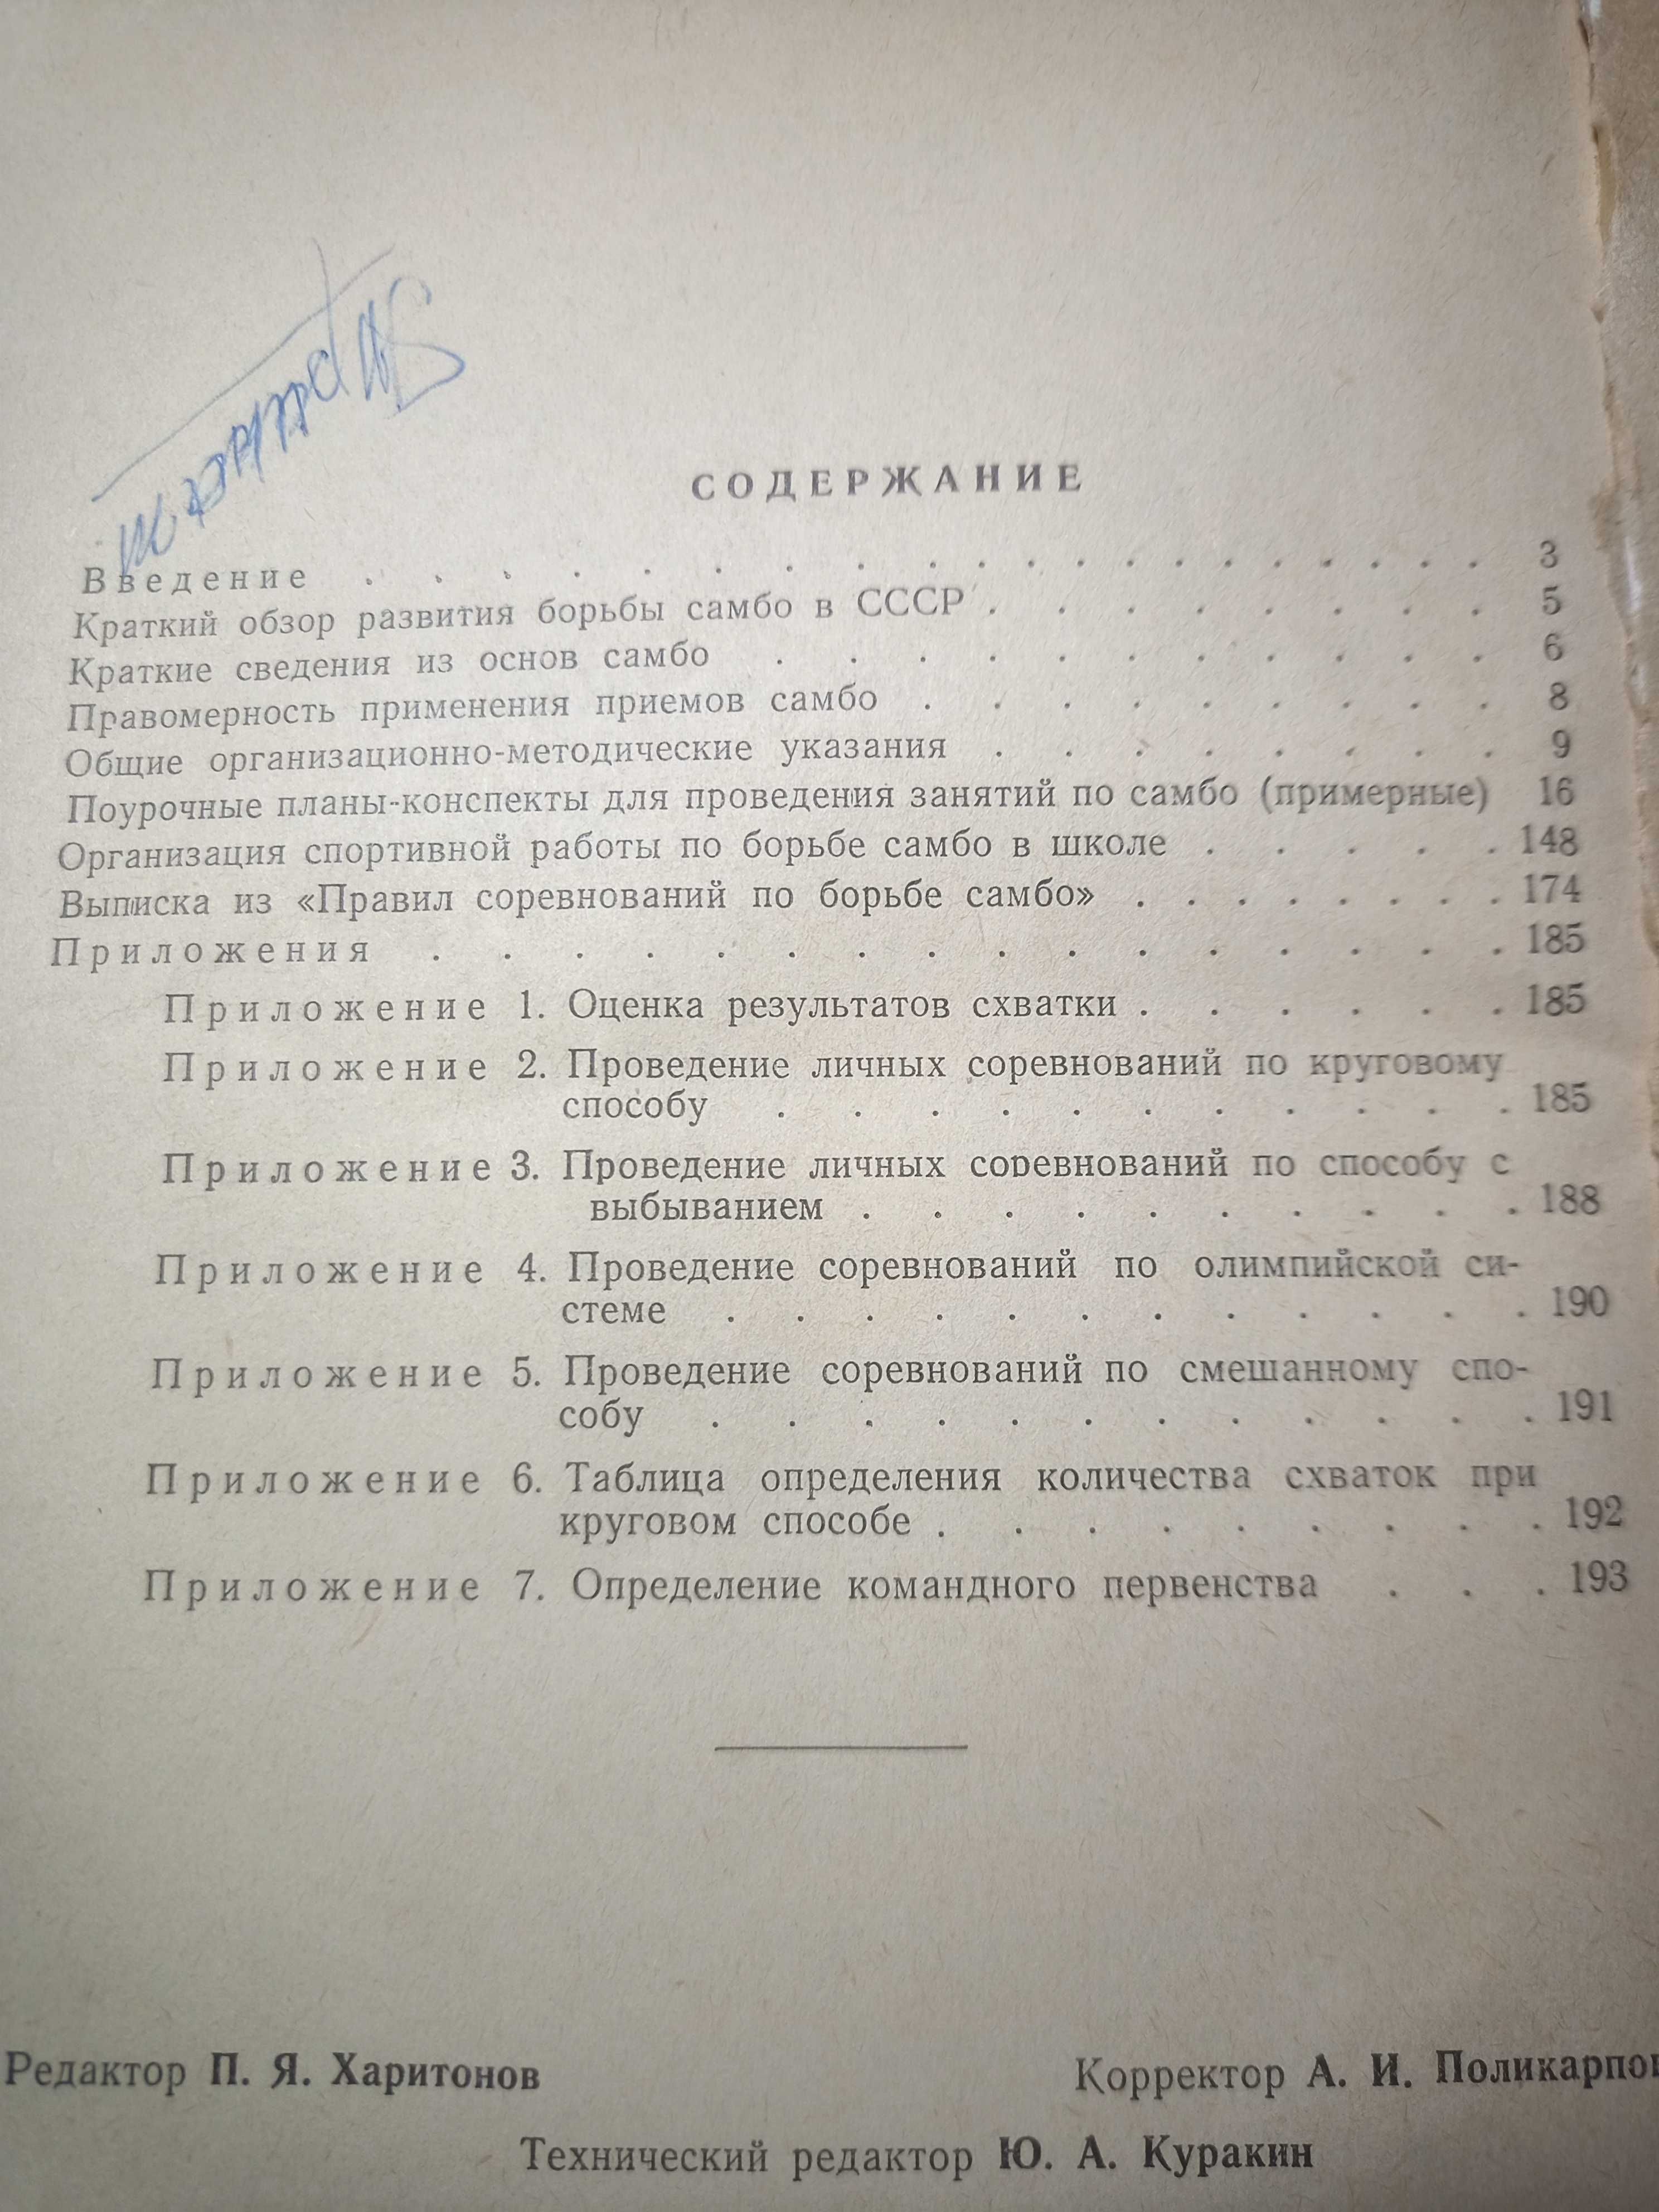 СОДЕРЖАНИЕ
Введение . . . . . . . . . . . . . . . . . 3
Краткий обзор развития борьбы самбо в СССР . . . . . . . . 5
Краткие сведения из основ самбо . . . . . . . . . . . 6
Правомерность применения приемов самбо . . . . . . . . . 8
Общие организационно-методические указания . . . . . . . . 9
Поурочные планы-конспекты для проведения занятий по самбо (примерные) 16
Организация спортивной работы по борьбе самбо в школе . . . . . 148
Выписка из «Правил соревнований по борьбе самбо» . . . . . . . . 174
Приложения . . . . . . . . . . . . . . . . 185
Приложение 1. Оценка результатов схватки . . . . . . 185
Приложение 2. Проведение личных соревнований по круговому
способу . . . . . . . . . . . 185
Приложение 3. Проведение личных соревнований по способу с
выбыванием . . . . . . . . . . 188
Приложение 4. Проведение соревнований по олимпийской си-
стеме . . . . . . . . . . . . 190
Приложение 5. Проведение соревнований по смешанному спо-
собу . . . . . . . . . . . . 191
Приложение 6. Таблица определения количества схваток при
круговом способе . . . . . . . . . 192
Приложение 7. Определение командного первенства . . . 193
Редактор П. Я. Харитонов
Корректор А. И. Поликарпов
Технический редактор Ю. А. Куракин